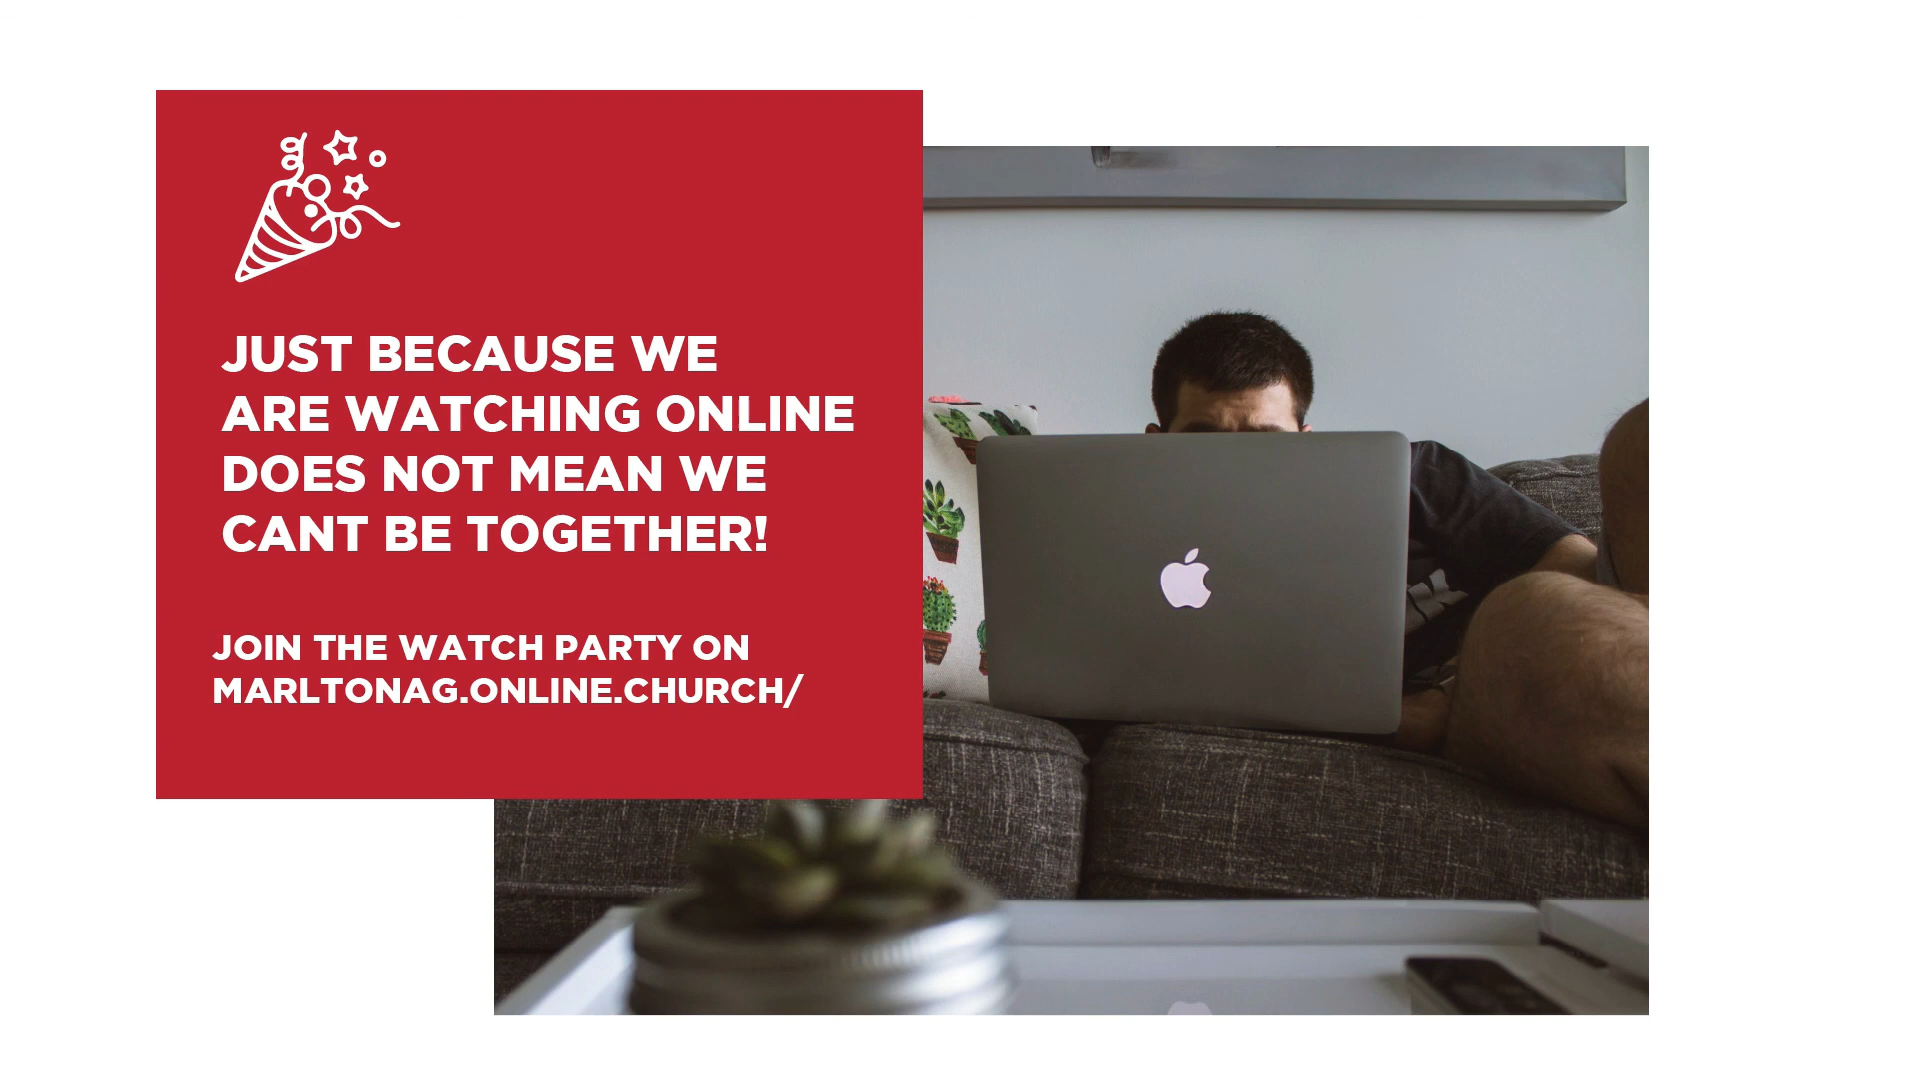 JUST BECAUSE WE
ARE WATCHING ONLINE
DOES NOT MEAN WE
CANT BE TOGETHER!
JOIN THE WATCH PARTY ON
MARLTONAG.ONLINE.CHURCH/